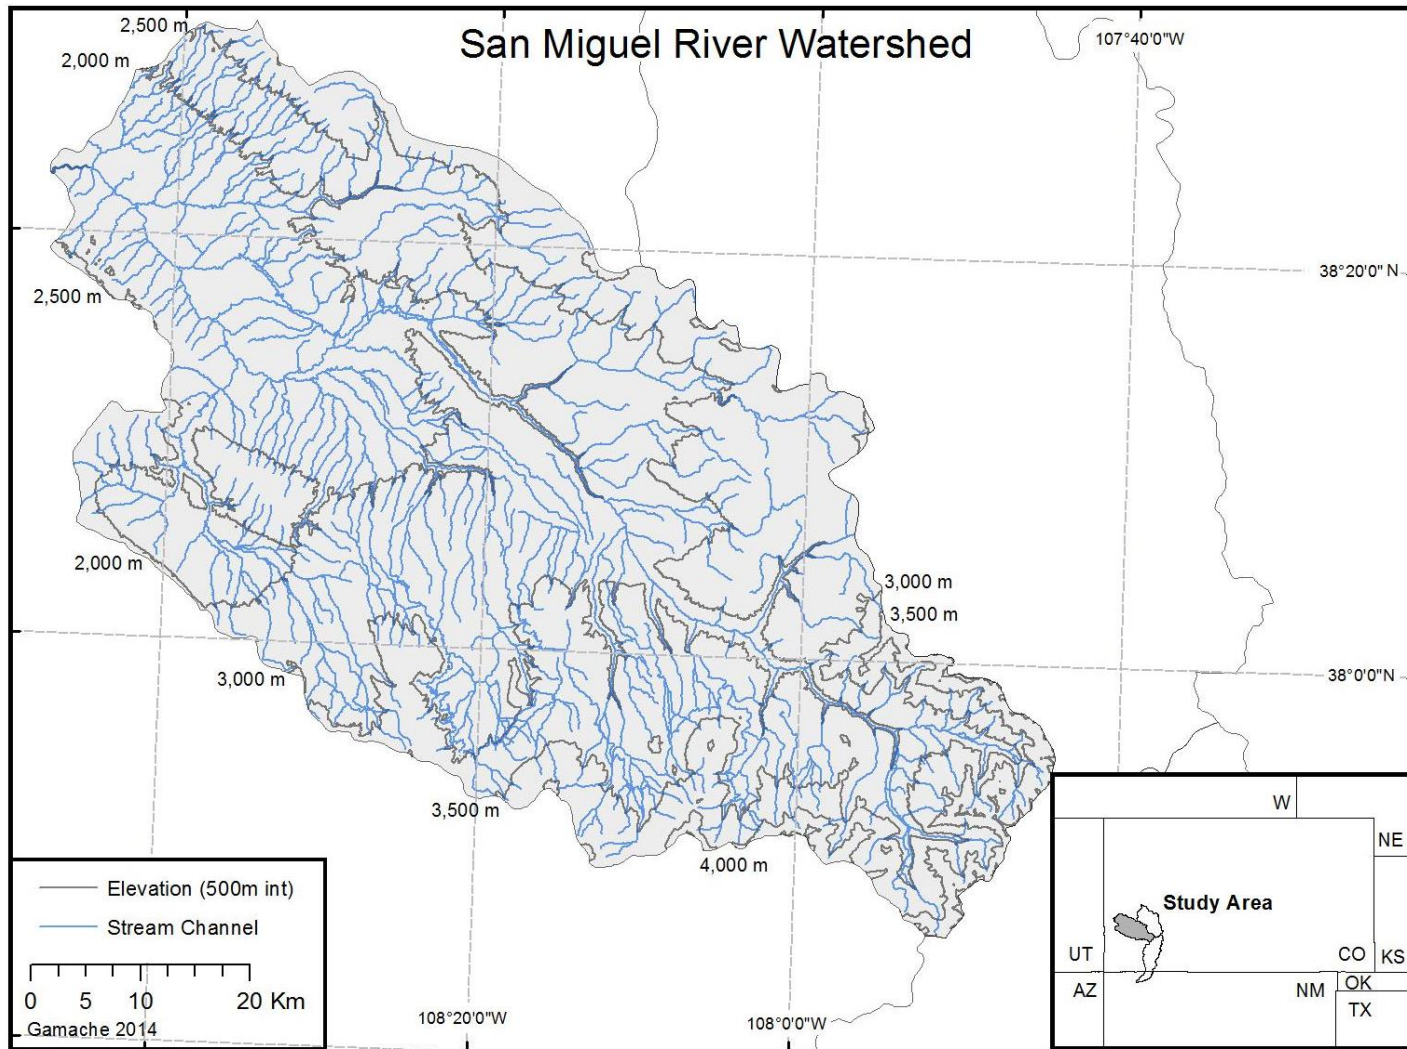 San Miguel River Watershed
2,500 m
2,000 m
107°40'0"W
38°20'0" N
2,500 m
2,000 m
3,000 m
3,500 m
3,000 m
38°0'0"N
3,500 m
4,000 m
Elevation (500m int)
Stream Channel
0 5 10 20 Km
Gamache 2014
108°20'0"W
108°0'0"W
W
NE
Study Area
UT
CO
KS
AZ
NM
OK
TX